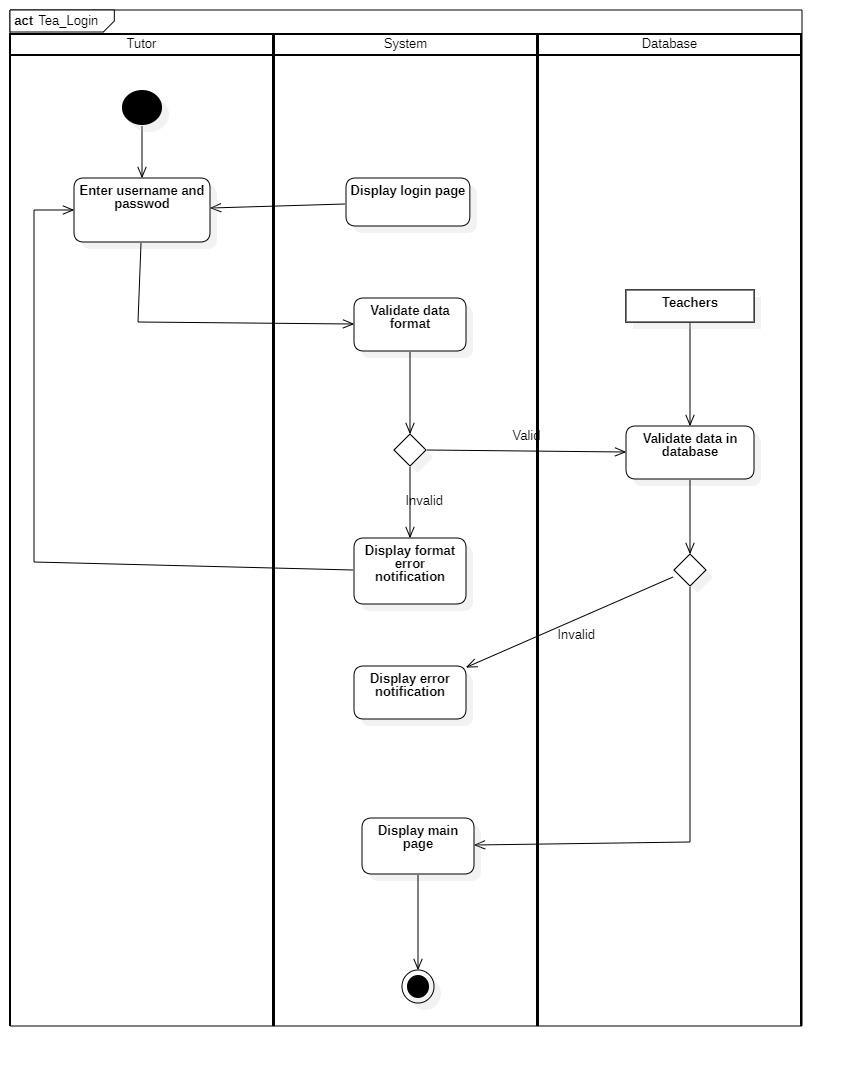 act Tea_Login
Tutor
System
Database
Enter username and
passwod
Display login page
Validate data
format
Teachers
Valid
Validate data in
database
Invalid
Display format
error
notification
Invalid
Display error
notification
Display main
page